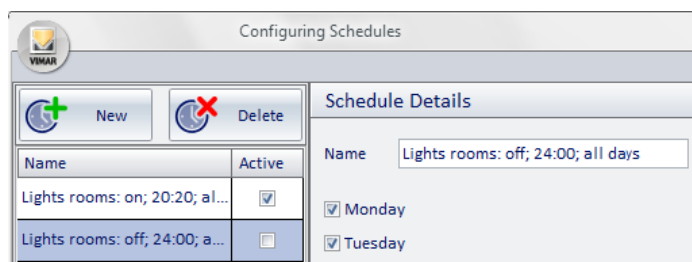 Configuring Schedules
VIMAR
New
Delete
Name
Active
Lights rooms: on; 20:20; al...
Lights rooms: off; 24:00; a...
Schedule Details
Name
Lights rooms: off; 24:00; all days
Monday
Tuesday